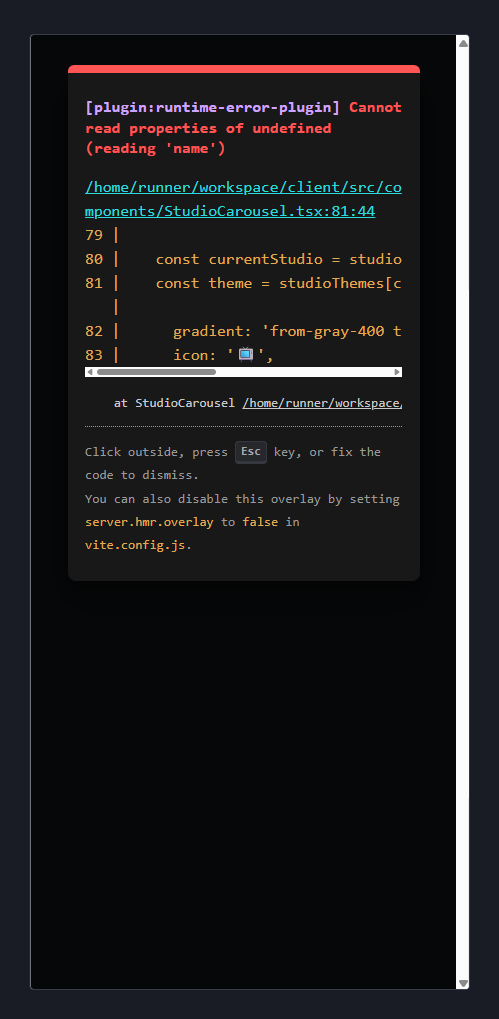 [plugin:runtime-error-plugin] Cannot
read properties of undefined
(reading 'name')
/home/runner/workspace/client/src/co
mponents/StudioCarousel.tsx:81:44
79 |
80 |    const currentStudio = studio
81 |    const theme = studioThemes[c
|
82 |      gradient: 'from-gray-400 t
83 |      icon: '📺',
at StudioCarousel /home/runner/workspace/
Click outside, press Esc key, or fix the
code to dismiss.
You can also disable this overlay by setting
server.hmr.overlay to false in
vite.config.js.